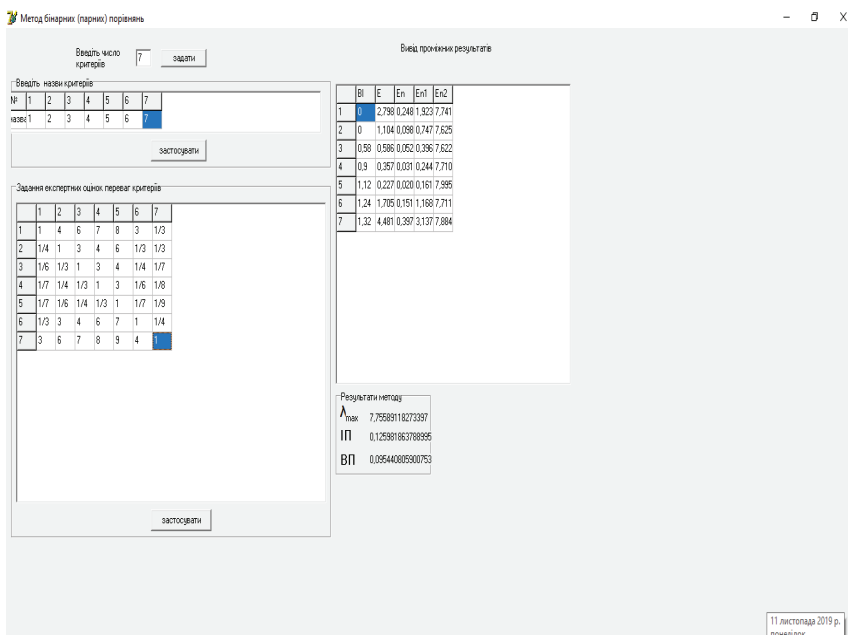 Метод бінарних (парних) порівнянь
Введіть число
критеріїв
7
задати
Вивід проміжних результатів
Введіть назви критеріїв
№ 1 2 3 4 5 6 7
назва 1 2 3 4 5 6 7
застосувати
Задання експертних оцінок переваг критеріїв
1 2 3 4 5 6 7
1 1 4 6 7 8 3 1/3
2 1/4 1 3 4 6 1/3 1/3
3 1/6 1/3 1 3 4 1/4 1/7
4 1/7 1/4 1/3 1 3 1/6 1/8
5 1/7 1/6 1/4 1/3 1 1/7 1/9
6 1/3 3 4 6 7 1 1/4
7 3 6 7 8 9 4 1
застосувати
ВІ E En En1 En2
1 0 2,798 0,248 1,923 7,741
2 0 1,104 0,098 0,747 7,625
3 0,58 0,586 0,052 0,396 7,622
4 0,9 0,357 0,031 0,244 7,710
5 1,12 0,227 0,020 0,161 7,995
6 1,24 1,705 0,151 1,168 7,711
7 1,32 4,481 0,397 3,137 7,884
Результати методу
λmax 7,75589118273397
ІП 0,125981863788995
ВП 0,095440805900753
11 листопада 2019 р.
понеділок